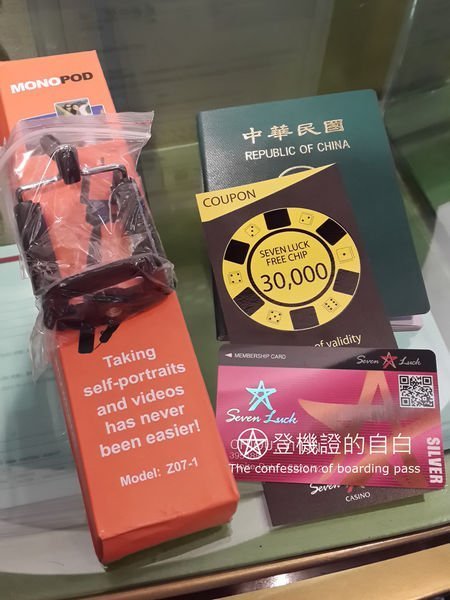 MONOPOD
Taking
self-portraits
and videos
has never
been easier!
Model: Z07-1
中華民國
REPUBLIC OF CHINA
COUPON
SEVEN LUCK
FREE CHIP
30,000
of validity
MEMBERSHIP CARD
Seven Luck
Seven Luck
SILVER
登機證的自白
The confession of boarding pass
Seven Luck
CASINO